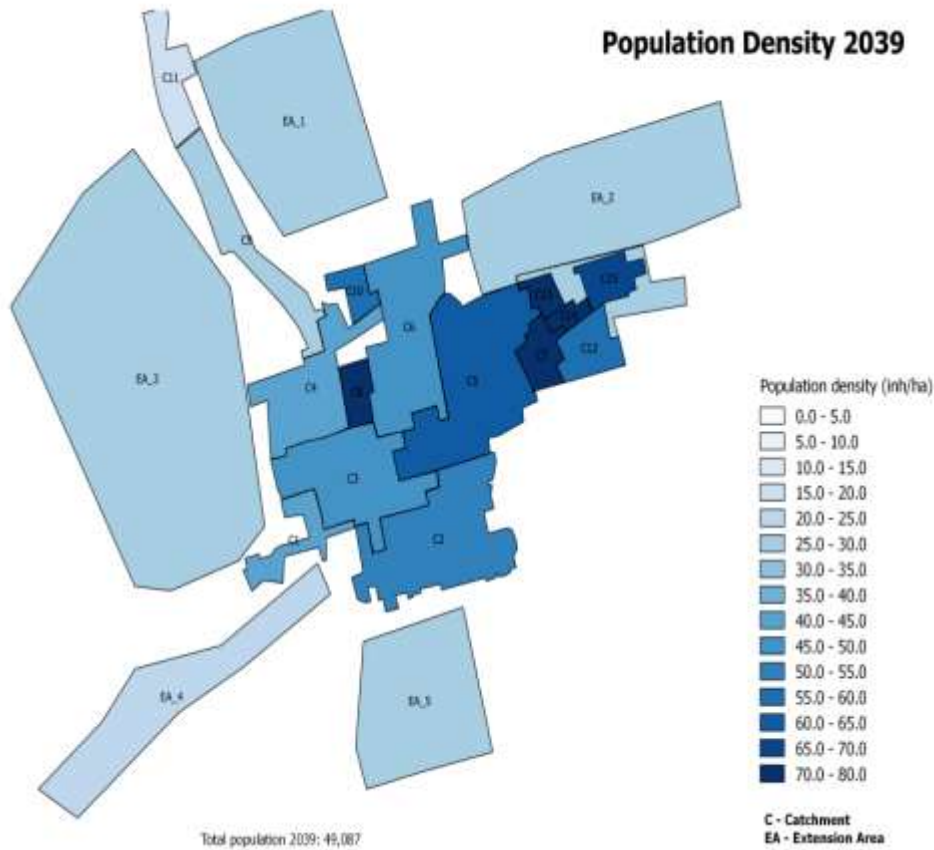 Population Density 2039
C11
EA_1
EA_2
EA_3
C10
C6
C4
C12
C3
C2
EA_4
EA_5
Population density (inh/ha)
0.0 - 5.0
5.0 - 10.0
10.0 - 15.0
15.0 - 20.0
20.0 - 25.0
25.0 - 30.0
30.0 - 35.0
35.0 - 40.0
40.0 - 45.0
45.0 - 50.0
50.0 - 55.0
55.0 - 60.0
60.0 - 65.0
65.0 - 70.0
70.0 - 80.0
C - Catchment
EA - Extension Area
Total population 2039: 49,087